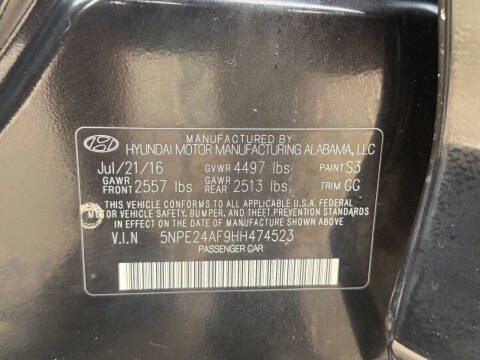 MANUFACTURED BY
HYUNDAI MOTOR MANUFACTURING ALABAMA, LLC
Jul/21/16 GVWR 4497 lbs PAINT S3
GAWR FRONT 2557 lbs GAWR REAR 2513 lbs TRIM GG
THIS VEHICLE CONFORMS TO ALL APPLICABLE U.S.A. FEDERAL
MOTOR VEHICLE SAFETY, BUMPER, AND THEFT PREVENTION STANDARDS
IN EFFECT ON THE DATE OF MANUFACTURE SHOWN ABOVE
V.I.N 5NPE24AF9HH474523
PASSENGER CAR